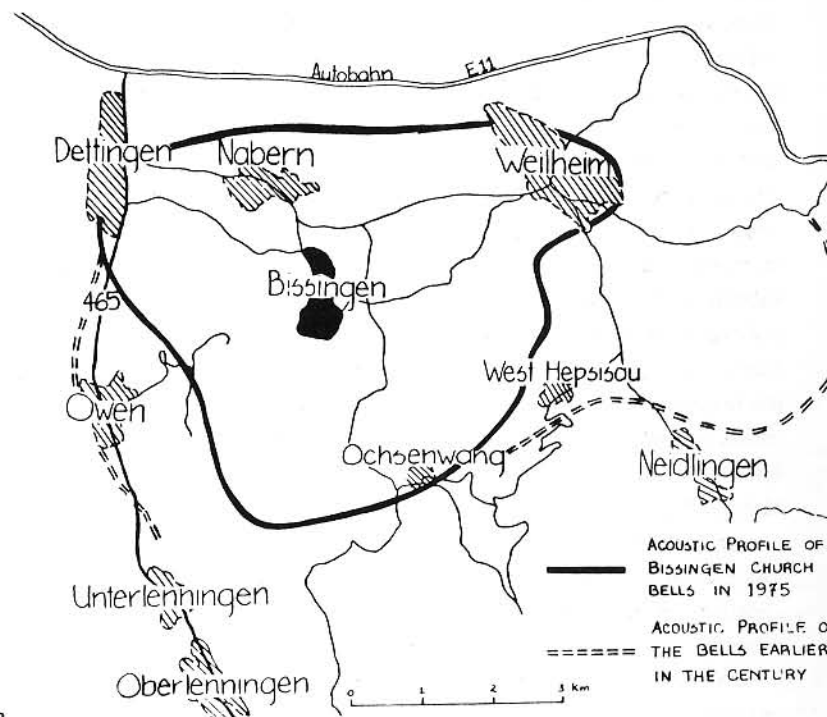 Autobahn E11
Dettingen
Nabern
Weilheim
Bissingen
465
West Hepsisau
Owen
Ochsenwang
Neidlingen
ACOUSTIC PROFILE OF
BISSINGEN CHURCH
BELLS IN 1975
Unterlenningen
ACOUSTIC PROFILE O
THE BELLS EARLIER
IN THE CENTURY
Oberlenningen
0 1 2 3 km